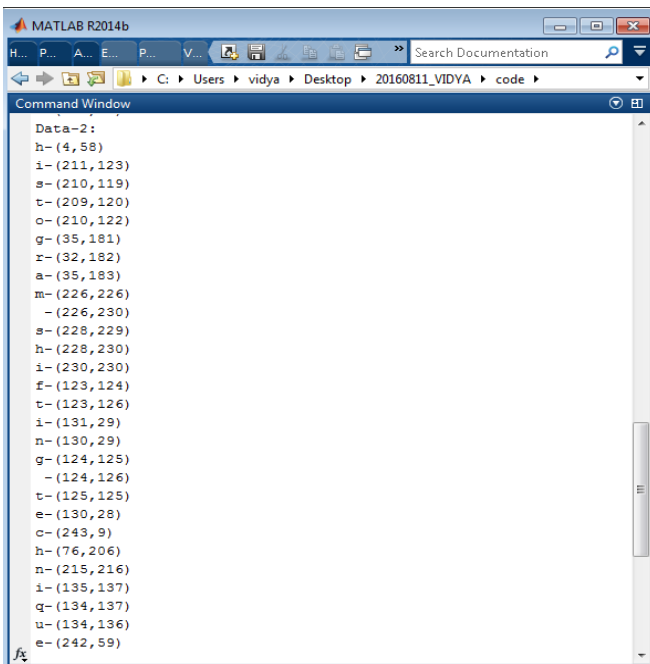 MATLAB R2014b
H... P... A... E... P... V... » Search Documentation
C: Users vidya Desktop 20160811_VIDYA code
Command Window
Data-2:
h-(4,58)
i-(211,123)
s-(210,119)
t-(209,120)
o-(210,122)
g-(35,181)
r-(32,182)
a-(35,183)
m-(226,226)
 -(226,230)
s-(228,229)
h-(228,230)
i-(230,230)
f-(123,124)
t-(123,126)
i-(131,29)
n-(130,29)
g-(124,125)
 -(124,126)
t-(125,125)
e-(130,28)
c-(243,9)
h-(76,206)
n-(215,216)
i-(135,137)
q-(134,137)
u-(134,136)
e-(242,59)
fx